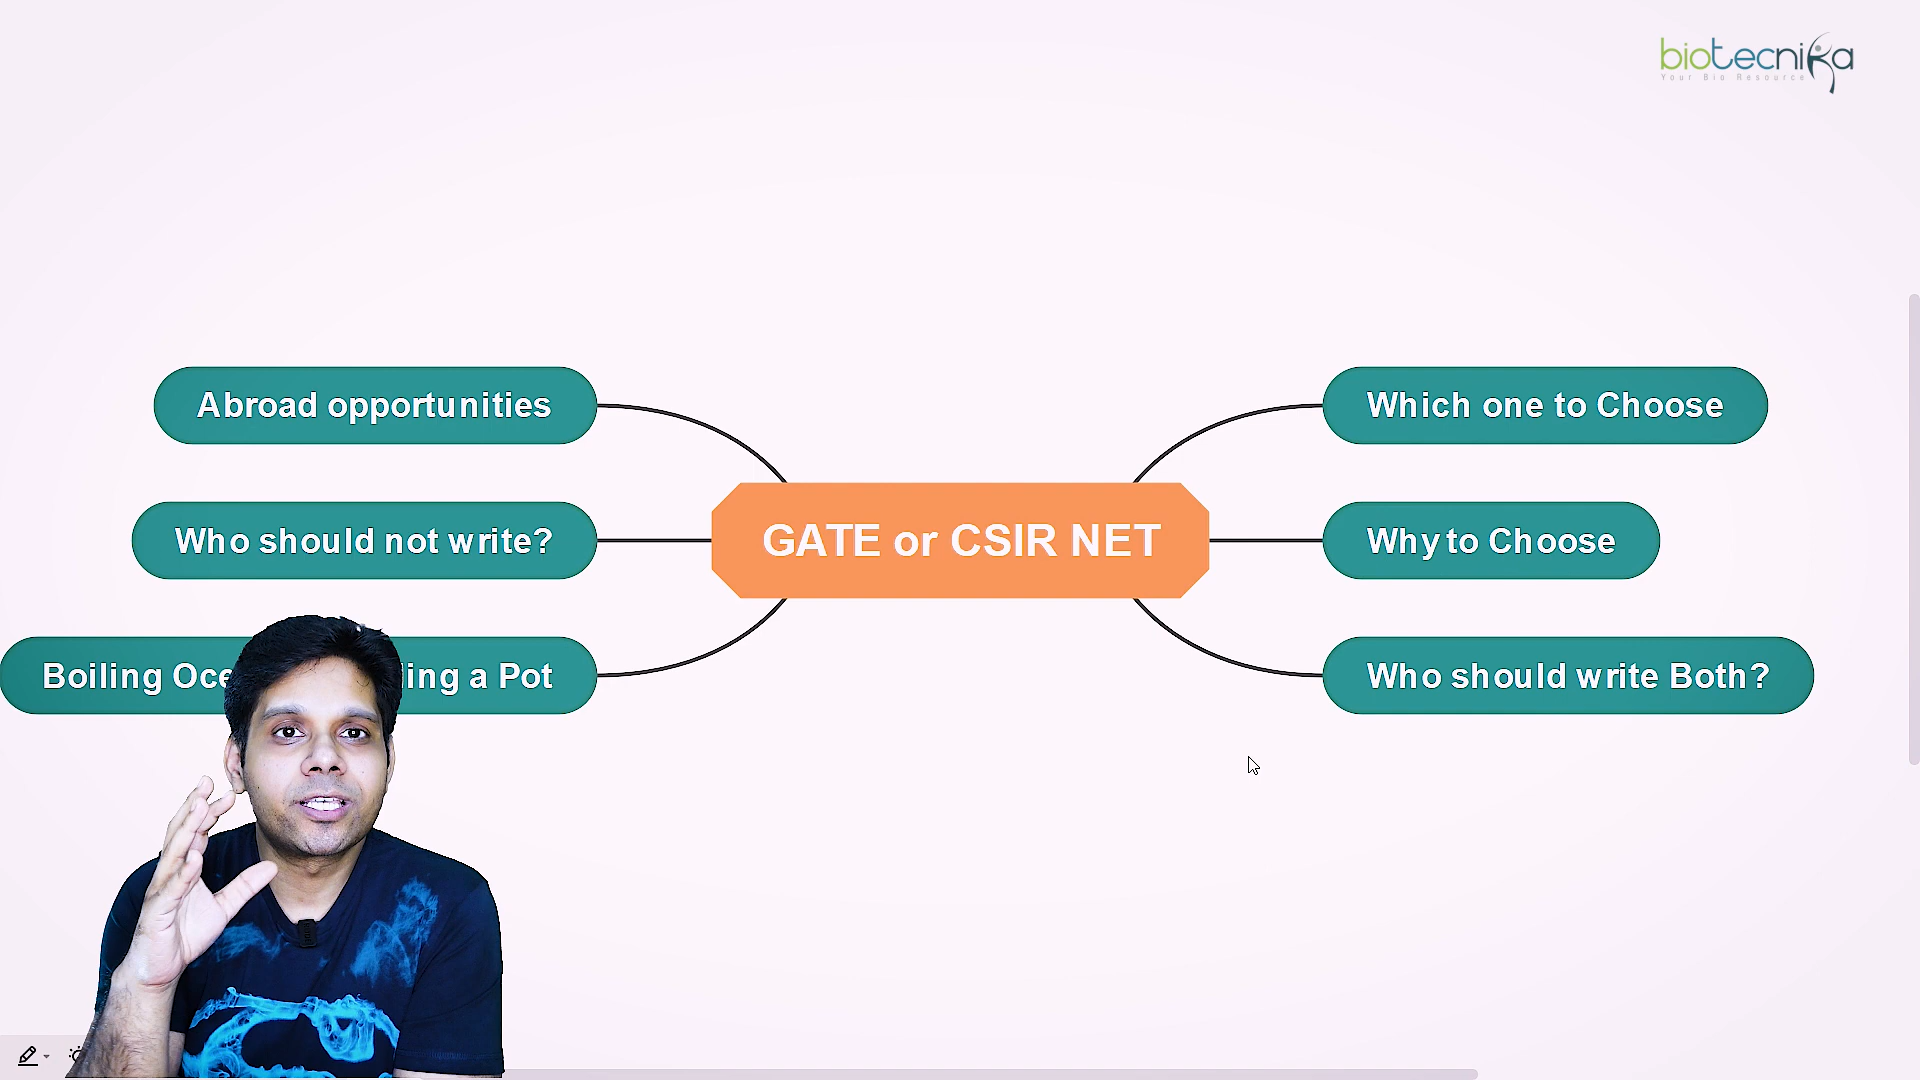 biotecnika
Your Bio Resource
Abroad opportunities
Who should not write?
Boiling Oce ling a Pot
GATE or CSIR NET
Which one to Choose
Why to Choose
Who should write Both?